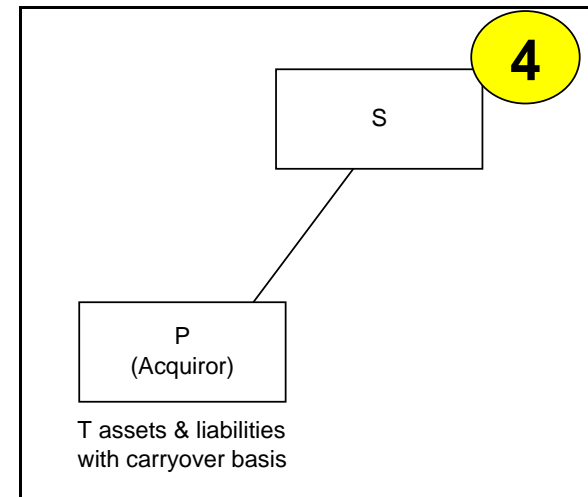 4
S
P
(Acquiror)
T assets & liabilities
with carryover basis